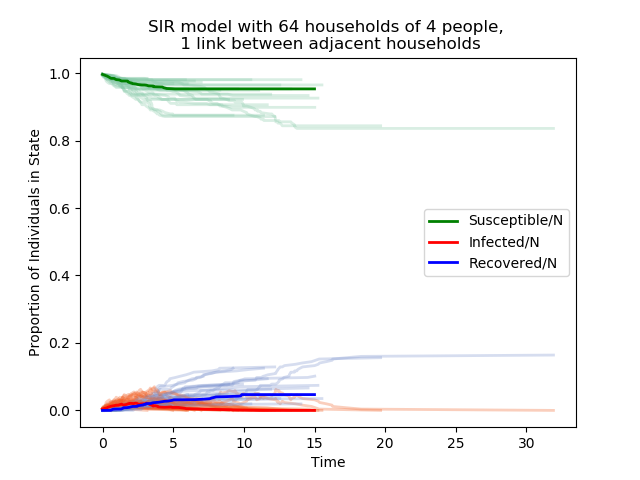 SIR model with 64 households of 4 people,
1 link between adjacent households
Proportion of Individuals in State
1.0
0.8
0.6
0.4
0.2
0.0
Susceptible/N
Infected/N
Recovered/N
0 5 10 15 20 25 30
Time